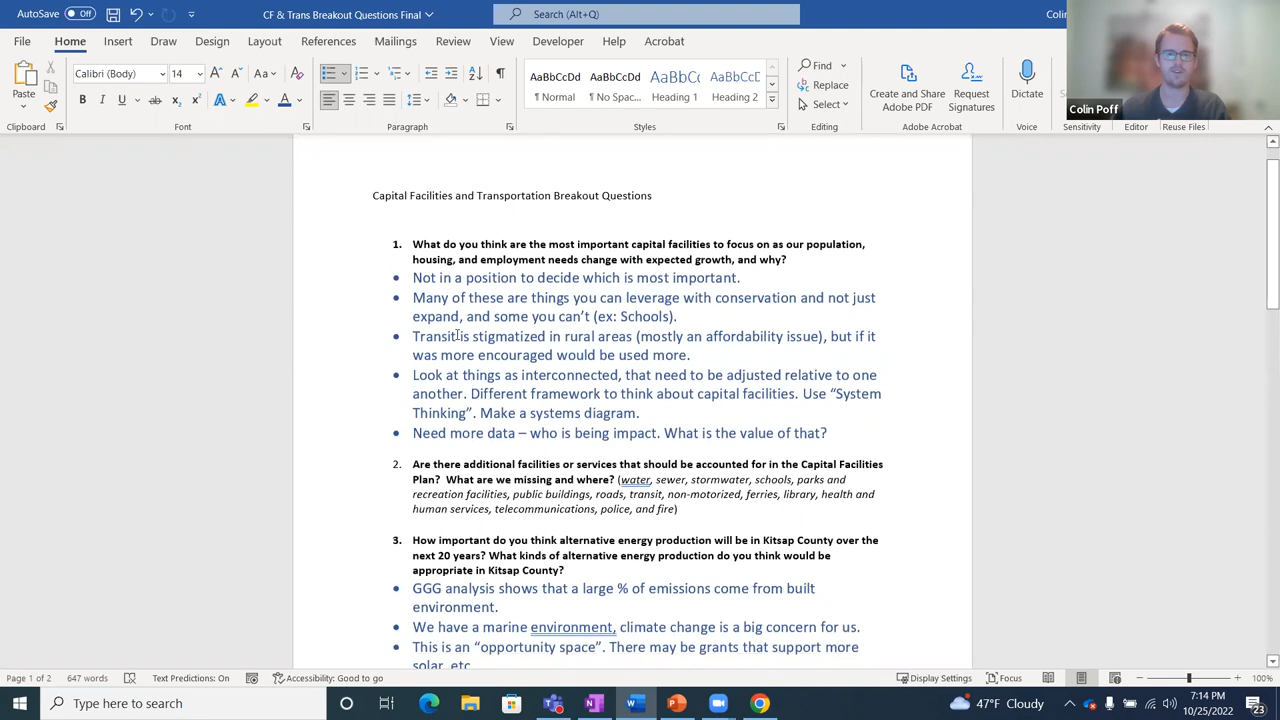 CF & Trans Breakout Questions
Search (Alt+Q)
Colin
File Home Insert Draw Design Layout References Mailings Review View Developer Help Acrobat
Calibri (Body) 14
Paste
AaBbCcDd AaBbCcDd AaBbCc AaBbCcD
¶ Normal ¶ No Spac... Heading 1 Heading 2
Find
Replace
Select
Create and Share
Adobe PDF
Request
Signatures
Dictate
Colin Poff
Clipboard Font Paragraph Styles Editing Adobe Acrobat Voice Sensitivity Editor Reuse Files
Capital Facilities and Transportation Breakout Questions
1. What do you think are the most important capital facilities to focus on as our population,
housing, and employment needs change with expected growth, and why?
• Not in a position to decide which is most important.
• Many of these are things you can leverage with conservation and not just
expand, and some you can’t (ex: Schools).
• Transit is stigmatized in rural areas (mostly an affordability issue), but if it
was more encouraged would be used more.
• Look at things as interconnected, that need to be adjusted relative to one
another. Different framework to think about capital facilities. Use “System
Thinking”. Make a systems diagram.
• Need more data – who is being impact. What is the value of that?
2. Are there additional facilities or services that should be accounted for in the Capital Facilities
Plan? What are we missing and where? (water, sewer, stormwater, schools, parks and
recreation facilities, public buildings, roads, transit, non-motorized, ferries, library, health and
human services, telecommunications, police, and fire)
3. How important do you think alternative energy production will be in Kitsap County over the
next 20 years? What kinds of alternative energy production do you think would be
appropriate in Kitsap County?
• GGG analysis shows that a large % of emissions come from built
environment.
• We have a marine environment, climate change is a big concern for us.
• This is an “opportunity space”. There may be grants that support more
solar, etc
Page 1 of 2 647 words Text Predictions: On Accessibility: Good to go Display Settings Focus 100%
Type here to search
47°F Cloudy
7:14 PM
10/25/2022
23